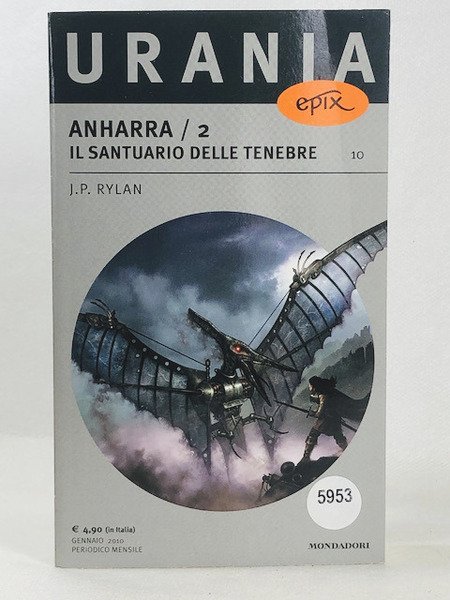 URANIA
epix
ANHARRA / 2
IL SANTUARIO DELLE TENEBRE 10
J.P. RYLAN
5953
€ 4,90 (in Italia)
GENNAIO 2010
PERIODICO MENSILE
MONDADORI